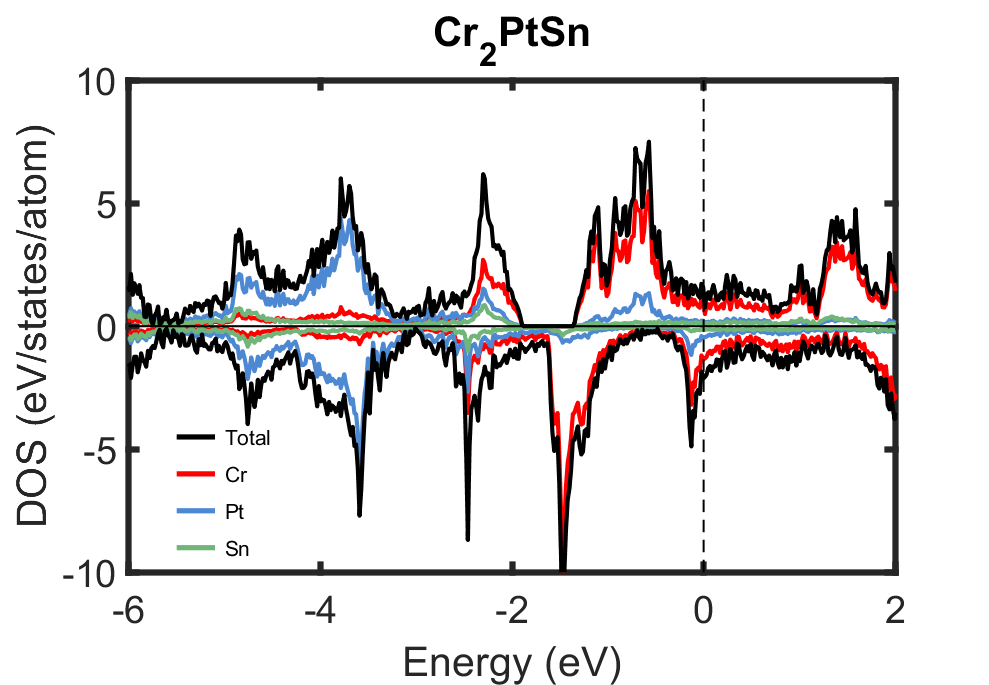 Cr2PtSn
10
5
0
-5
-10
DOS (eV/states/atom)
Total
Cr
Pt
Sn
-6 -4 -2 0 2
Energy (eV)